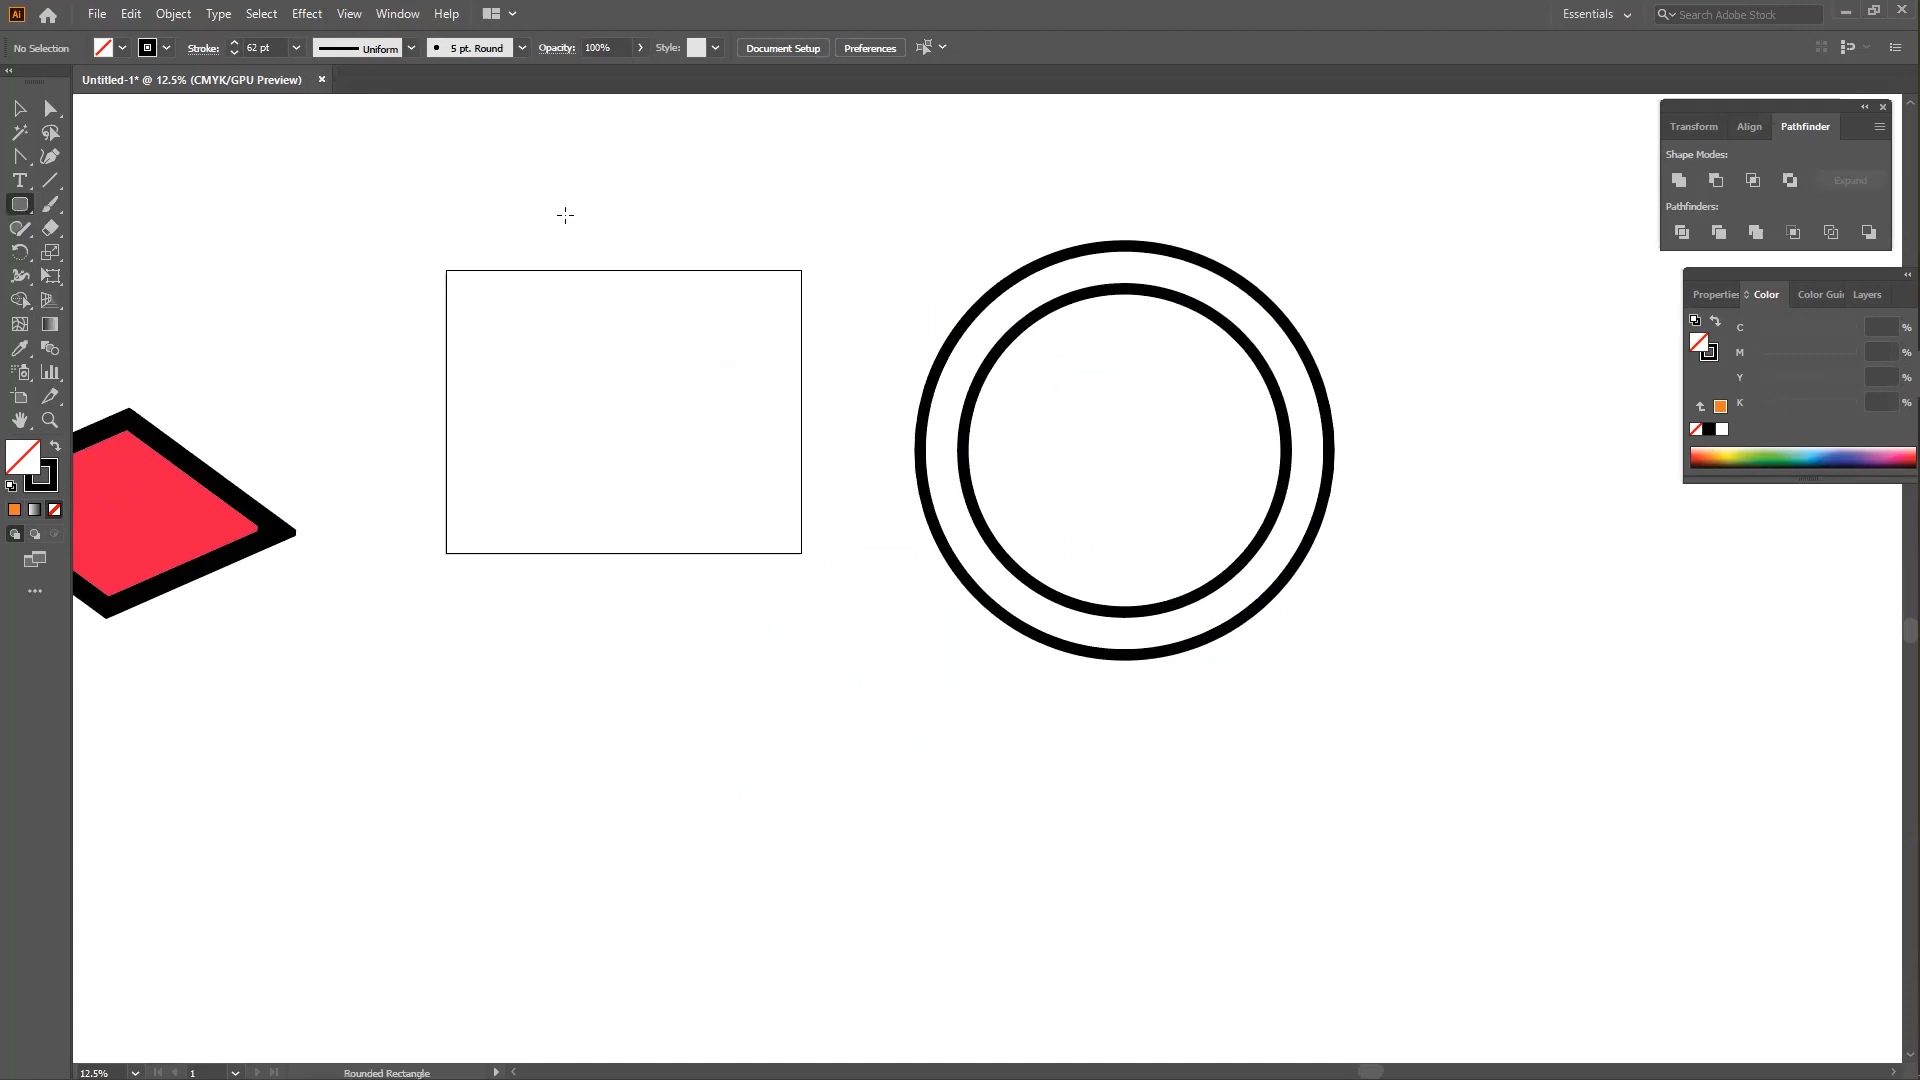 Ai File Edit Object Type Select Effect View Window Help Essentials Search Adobe Stock
No Selection Stroke: 62 pt Uniform 5 pt. Round Opacity: 100% Style: Document Setup Preferences
Untitled-1* @ 12.5% (CMYK/GPU Preview)
Transform Align Pathfinder
Shape Modes:
Expand
Pathfinders:
Properties Color Color Gui Layers
C %
M %
Y %
K %
12.5% 1 Rounded Rectangle